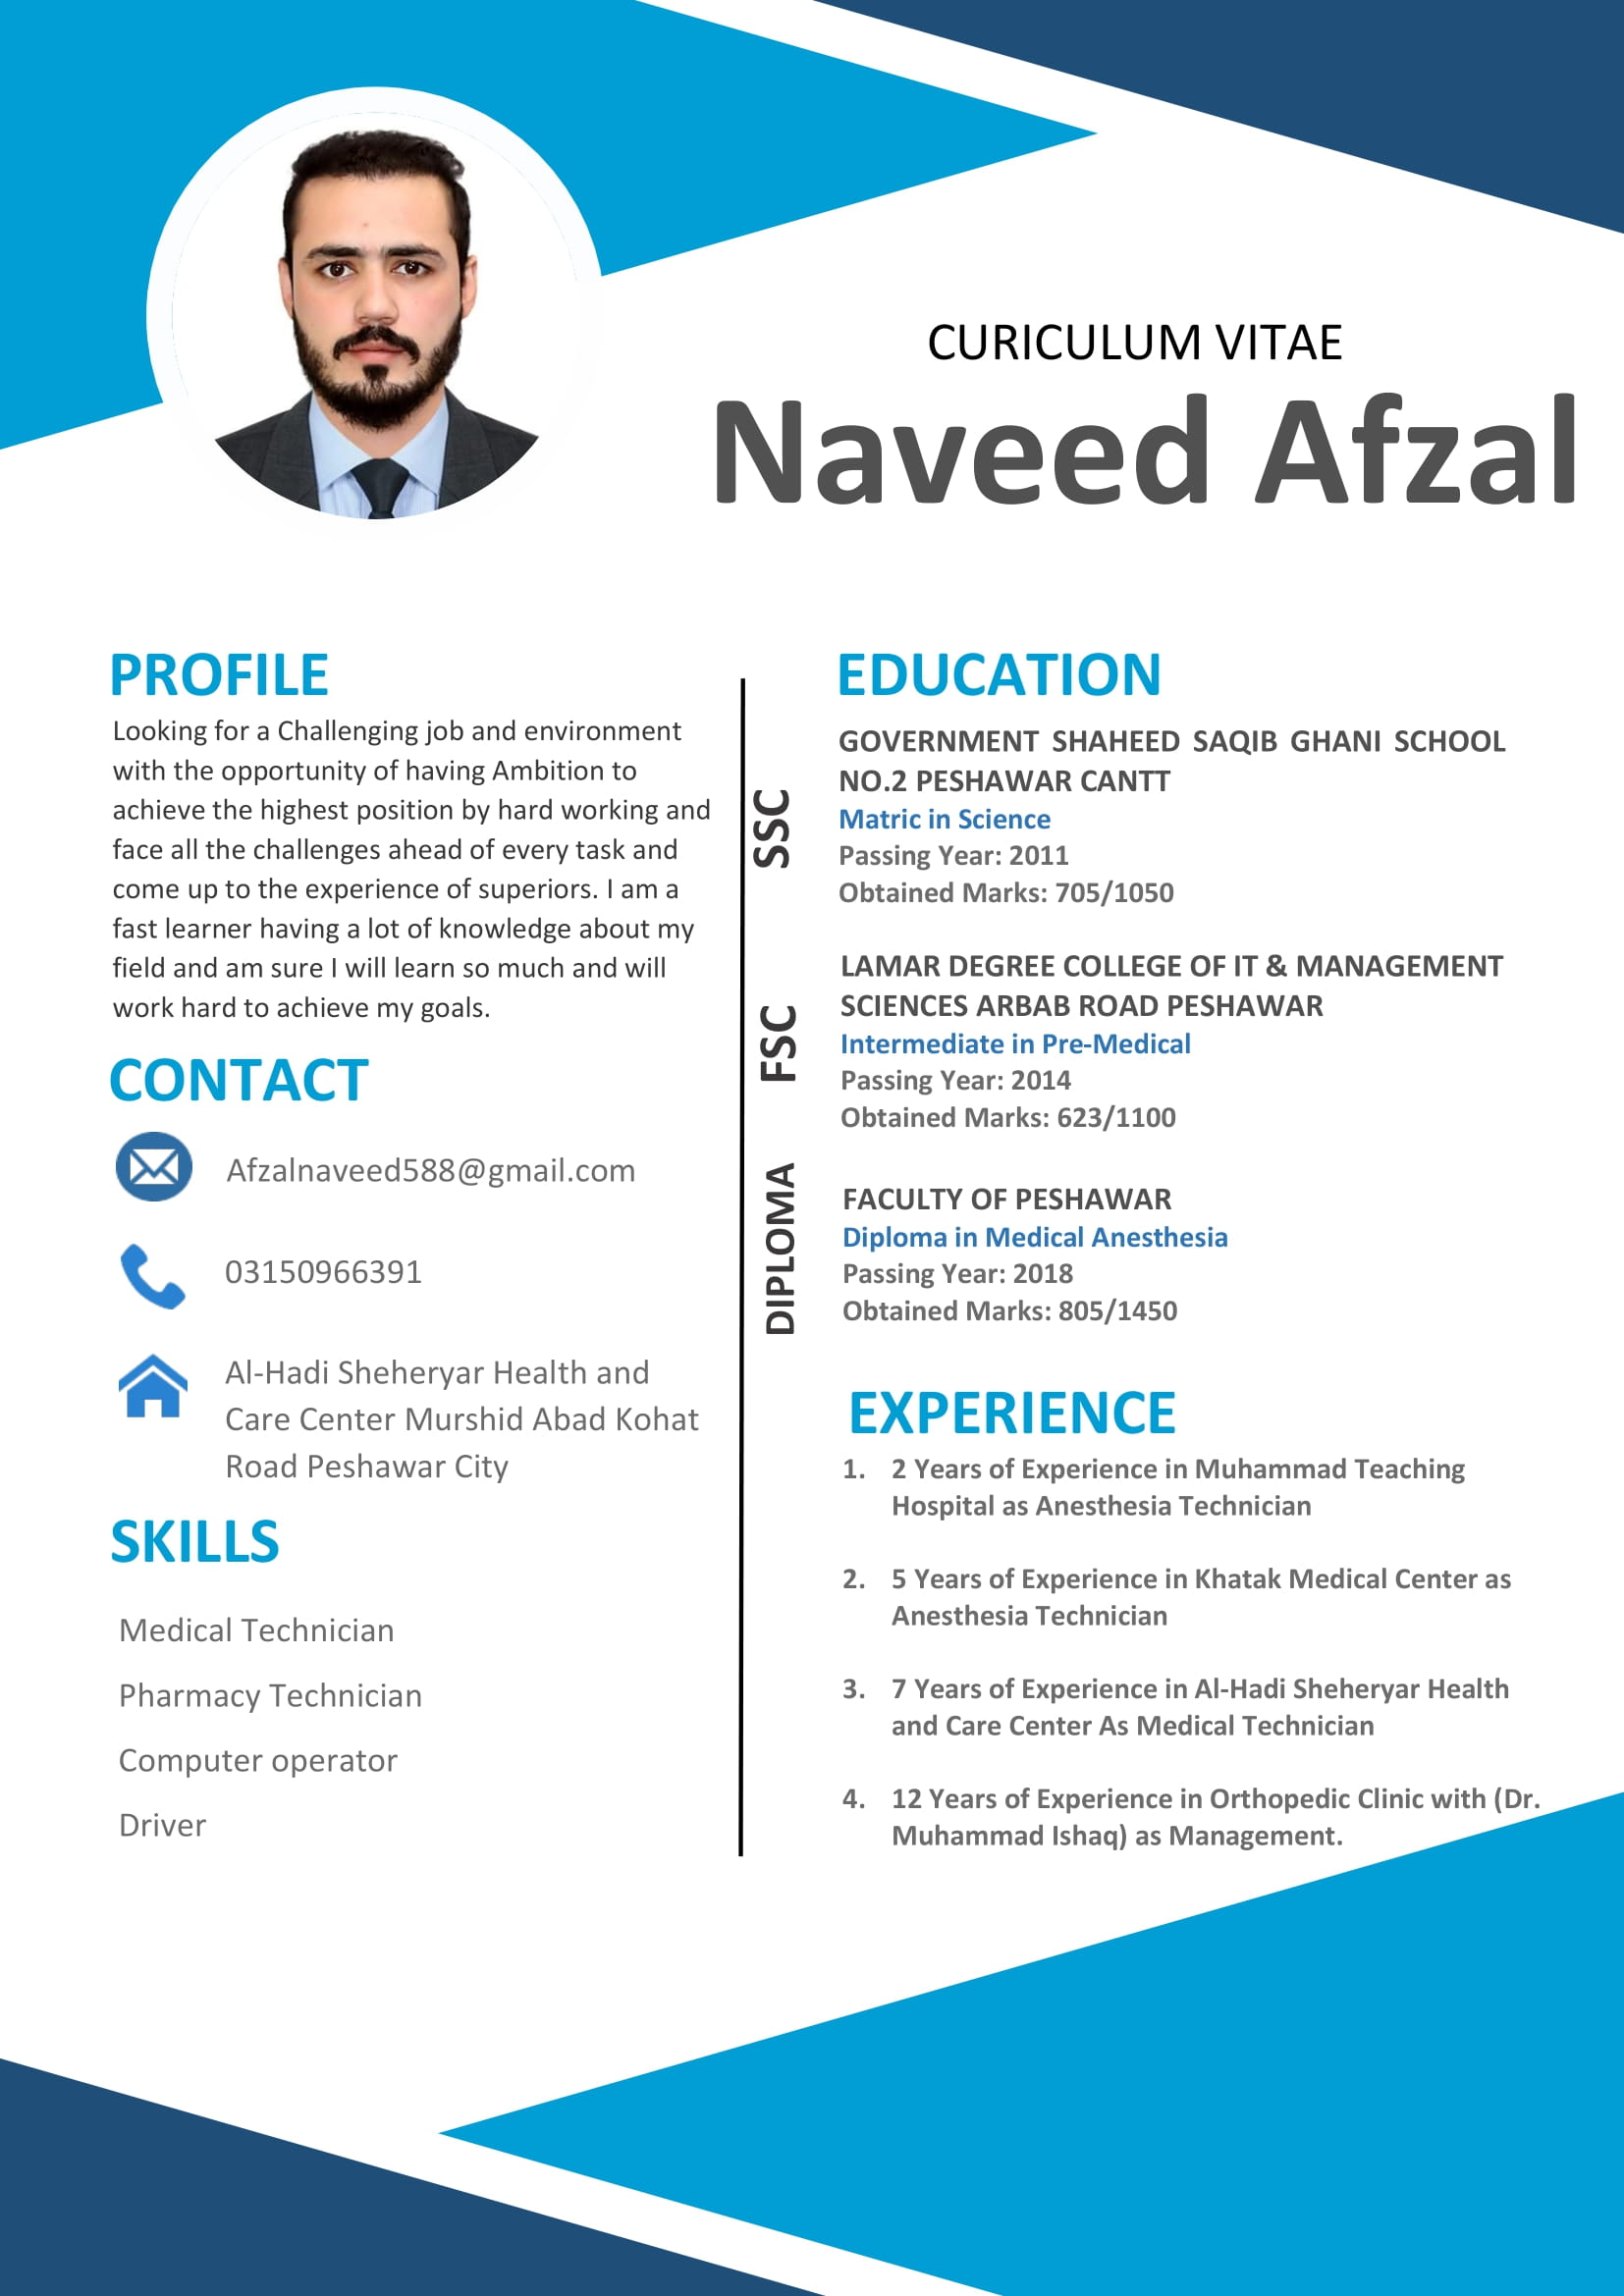 CURICULUM VITAE
Naveed Afzal
PROFILE
Looking for a Challenging job and environment
with the opportunity of having Ambition to
achieve the highest position by hard working and
face all the challenges ahead of every task and
come up to the experience of superiors. I am a
fast learner having a lot of knowledge about my
field and am sure I will learn so much and will
work hard to achieve my goals.
CONTACT
Afzalnaveed588@gmail.com
03150966391
Al-Hadi Sheheryar Health and
Care Center Murshid Abad Kohat
Road Peshawar City
SKILLS
Medical Technician
Pharmacy Technician
Computer operator
Driver
EDUCATION
SSC
GOVERNMENT SHAHEED SAQIB GHANI SCHOOL
NO.2 PESHAWAR CANTT
Matric in Science
Passing Year: 2011
Obtained Marks: 705/1050
FSC
LAMAR DEGREE COLLEGE OF IT & MANAGEMENT
SCIENCES ARBAB ROAD PESHAWAR
Intermediate in Pre-Medical
Passing Year: 2014
Obtained Marks: 623/1100
DIPLOMA
FACULTY OF PESHAWAR
Diploma in Medical Anesthesia
Passing Year: 2018
Obtained Marks: 805/1450
EXPERIENCE
1. 2 Years of Experience in Muhammad Teaching
Hospital as Anesthesia Technician
2. 5 Years of Experience in Khatak Medical Center as
Anesthesia Technician
3. 7 Years of Experience in Al-Hadi Sheheryar Health
and Care Center As Medical Technician
4. 12 Years of Experience in Orthopedic Clinic with (Dr.
Muhammad Ishaq) as Management.